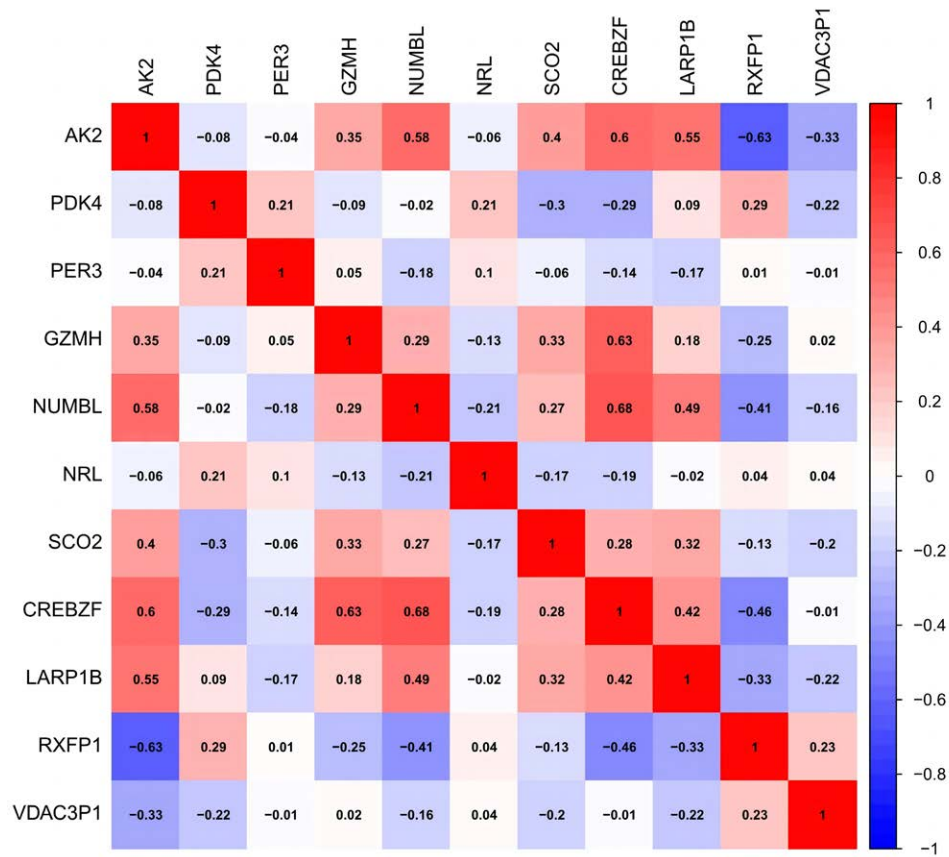 AK2 PDK4 PER3 GZMH NUMBL NRL SCO2 CREBZF LARP1B RXFP1 VDAC3P1
AK2 1 −0.08 −0.04 0.35 0.58 −0.06 0.4 0.6 0.55 −0.63 −0.33
PDK4 −0.08 1 0.21 −0.09 −0.02 0.21 −0.3 −0.29 0.09 0.29 −0.22
PER3 −0.04 0.21 1 0.05 −0.18 0.1 −0.06 −0.14 −0.17 0.01 −0.01
GZMH 0.35 −0.09 0.05 1 0.29 −0.13 0.33 0.63 0.18 −0.25 0.02
NUMBL 0.58 −0.02 −0.18 0.29 1 −0.21 0.27 0.68 0.49 −0.41 −0.16
NRL −0.06 0.21 0.1 −0.13 −0.21 1 −0.17 −0.19 −0.02 0.04 0.04
SCO2 0.4 −0.3 −0.06 0.33 0.27 −0.17 1 0.28 0.32 −0.13 −0.2
CREBZF 0.6 −0.29 −0.14 0.63 0.68 −0.19 0.28 1 0.42 −0.46 −0.01
LARP1B 0.55 0.09 −0.17 0.18 0.49 −0.02 0.32 0.42 1 −0.33 −0.22
RXFP1 −0.63 0.29 0.01 −0.25 −0.41 0.04 −0.13 −0.46 −0.33 1 0.23
VDAC3P1 −0.33 −0.22 −0.01 0.02 −0.16 0.04 −0.2 −0.01 −0.22 0.23 1
1
0.8
0.6
0.4
0.2
0
−0.2
−0.4
−0.6
−0.8
−1